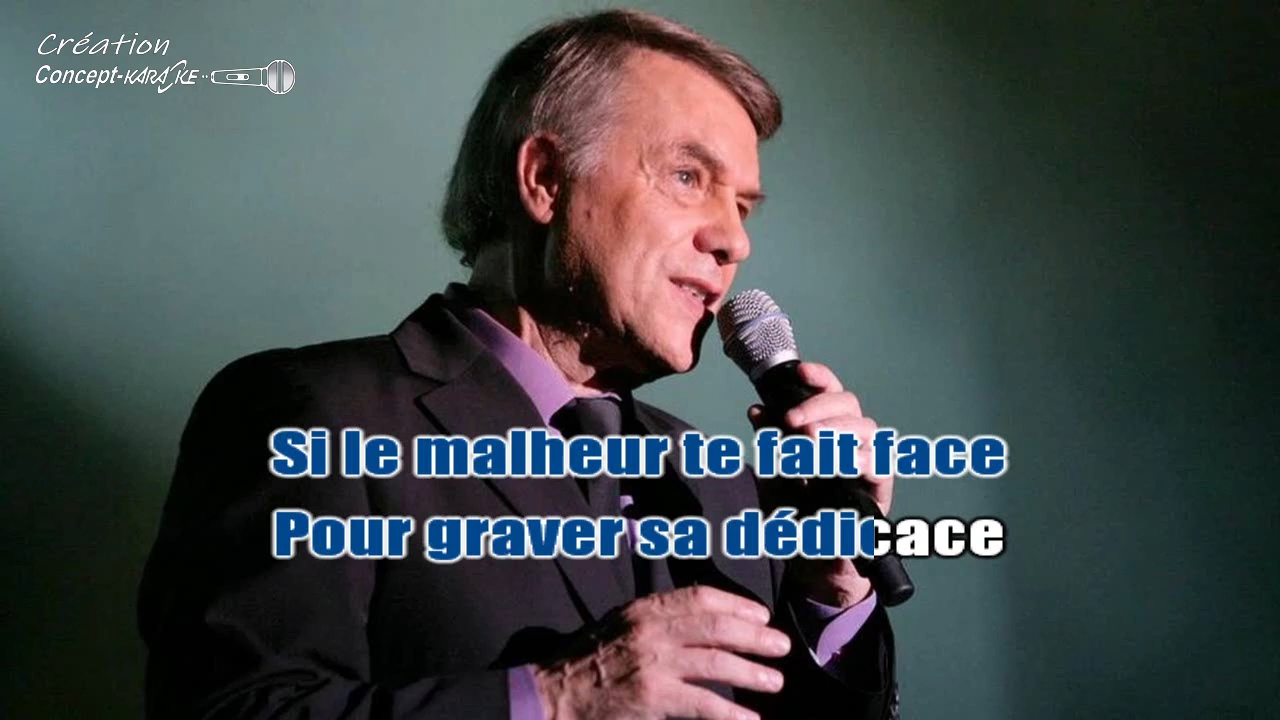 Création
Concept-KARAOKE
Si le malheur te fait face
Pour graver sa dédicace